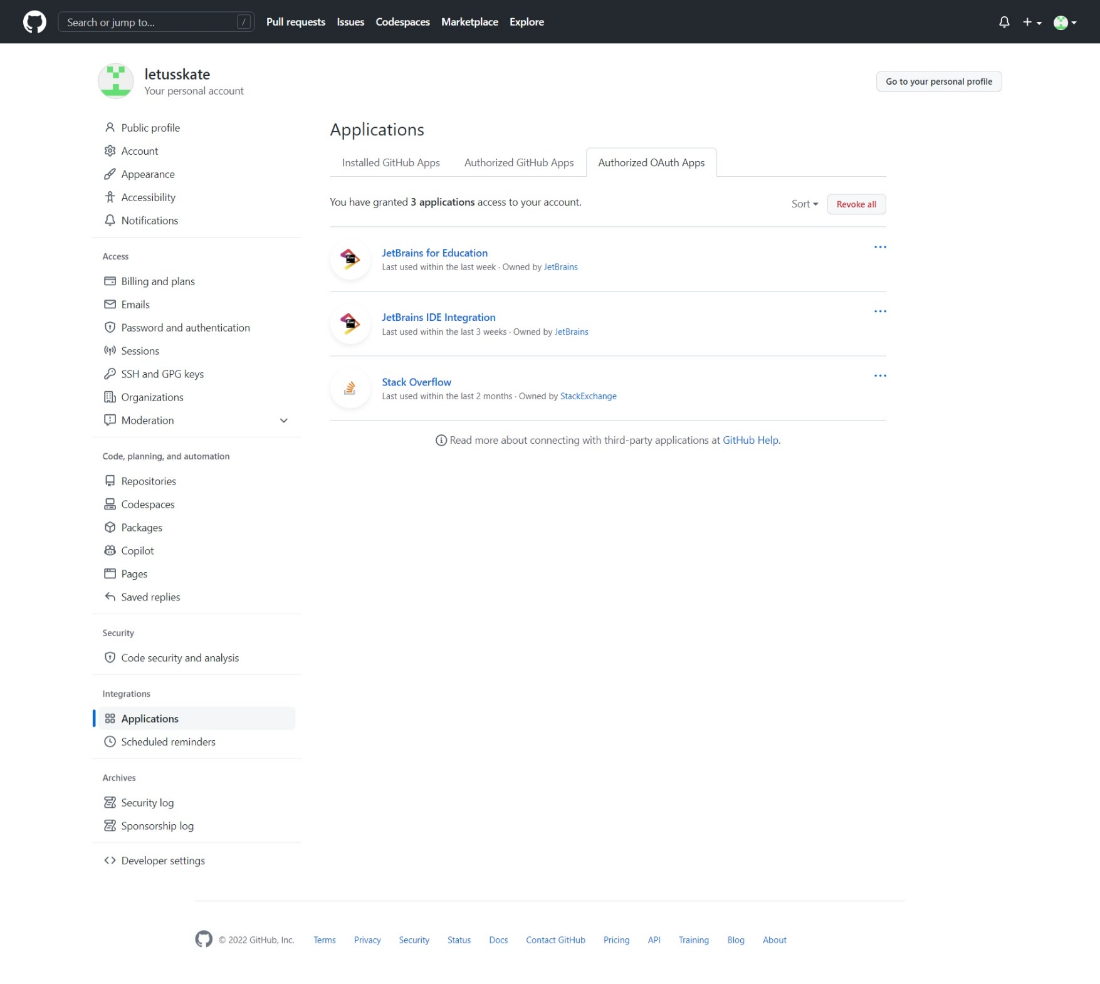 Search or jump to... /
Pull requests Issues Codespaces Marketplace Explore
letusskate
Your personal account
Go to your personal profile
Public profile
Account
Appearance
Accessibility
Notifications
Access
Billing and plans
Emails
Password and authentication
Sessions
SSH and GPG keys
Organizations
Moderation
Code, planning, and automation
Repositories
Codespaces
Packages
Copilot
Pages
Saved replies
Security
Code security and analysis
Integrations
Applications
Scheduled reminders
Archives
Security log
Sponsorship log
Developer settings
Applications
Installed GitHub Apps Authorized GitHub Apps Authorized OAuth Apps
You have granted 3 applications access to your account.
Sort Revoke all
JetBrains for Education
Last used within the last week · Owned by JetBrains
JetBrains IDE Integration
Last used within the last 3 weeks · Owned by JetBrains
Stack Overflow
Last used within the last 2 months · Owned by StackExchange
Read more about connecting with third-party applications at GitHub Help.
© 2022 GitHub, Inc. Terms Privacy Security Status Docs Contact GitHub Pricing API Training Blog About